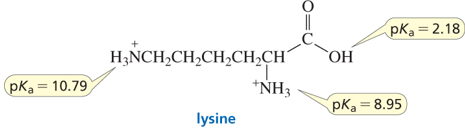 O
C
OH
pKa = 2.18
+
H₃NCH₂CH₂CH₂CH₂CH
⁺NH₃
pKa = 10.79
pKa = 8.95
lysine